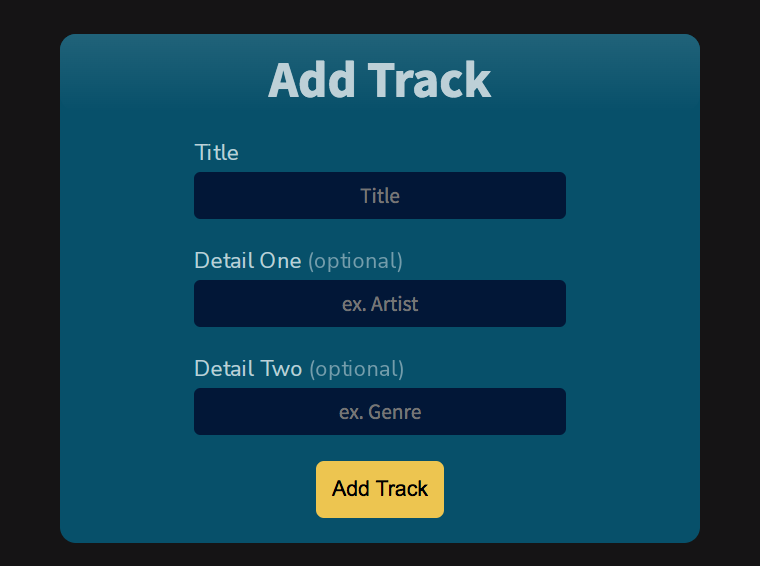 Add Track
Title
Title
Detail One (optional)
ex. Artist
Detail Two (optional)
ex. Genre
Add Track